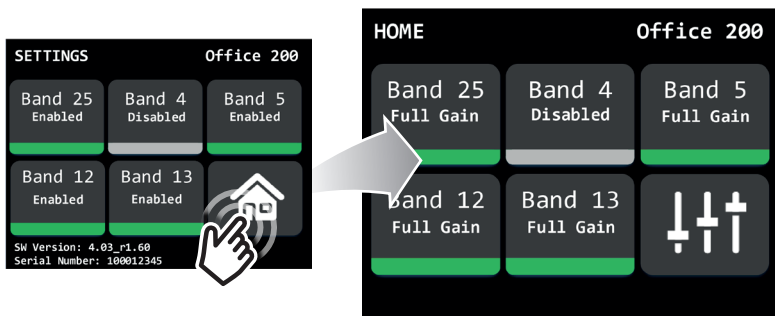 SETTINGS Office 200
Band 25 Band 4 Band 5
Enabled Disabled Enabled
Band 12 Band 13
Enabled Enabled
SW Version: 4.03_r1.60
Serial Number: 100012345
HOME Office 200
Band 25 Band 4 Band 5
Full Gain Disabled Full Gain
Band 12 Band 13
Full Gain Full Gain